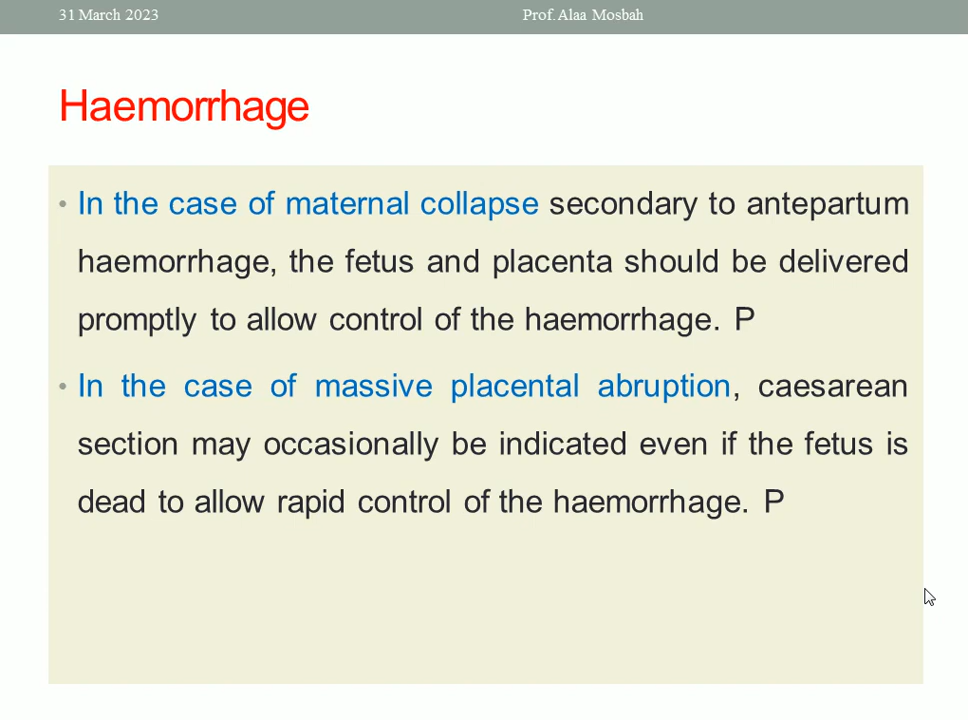 31 March 2023 Prof. Alaa Mosbah
Haemorrhage
• In the case of maternal collapse secondary to antepartum
haemorrhage, the fetus and placenta should be delivered
promptly to allow control of the haemorrhage. P
• In the case of massive placental abruption, caesarean
section may occasionally be indicated even if the fetus is
dead to allow rapid control of the haemorrhage. P